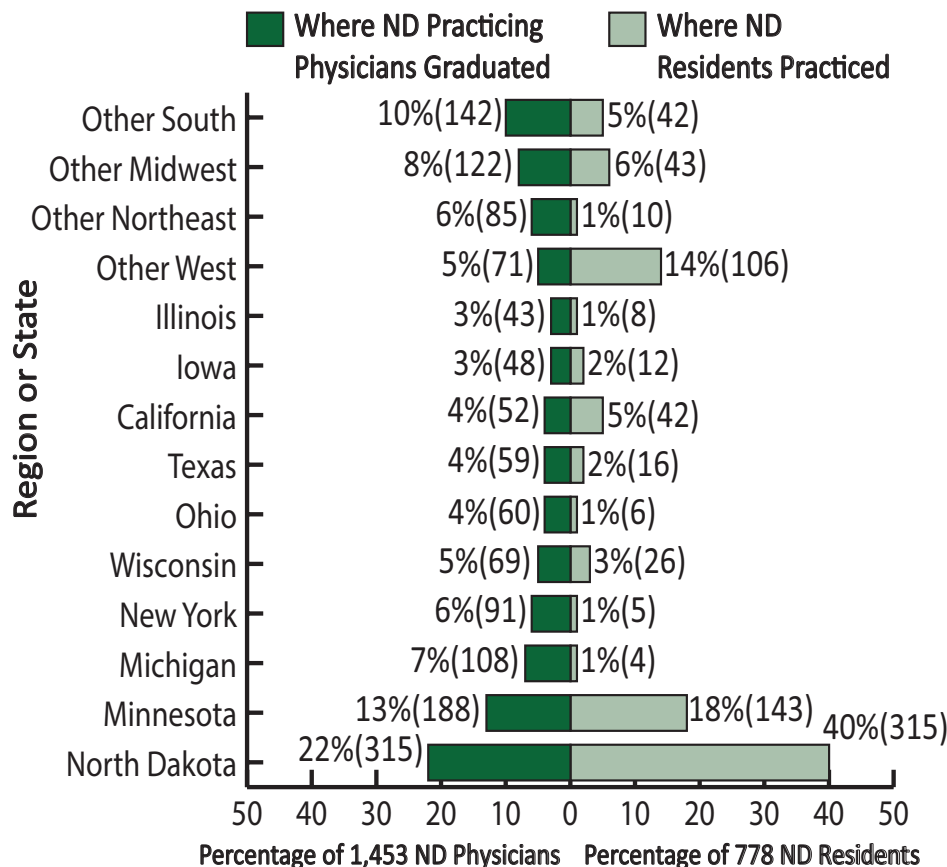 Where ND Practicing
Physicians Graduated
Where ND
Residents Practiced
Region or State
Other South 10%(142) 5%(42)
Other Midwest 8%(122) 6%(43)
Other Northeast 6%(85) 1%(10)
Other West 5%(71) 14%(106)
Illinois 3%(43) 1%(8)
Iowa 3%(48) 2%(12)
California 4%(52) 5%(42)
Texas 4%(59) 2%(16)
Ohio 4%(60) 1%(6)
Wisconsin 5%(69) 3%(26)
New York 6%(91) 1%(5)
Michigan 7%(108) 1%(4)
Minnesota 13%(188) 18%(143)
North Dakota 22%(315) 40%(315)
50 40 30 20 10 0 10 20 30 40 50
Percentage of 1,453 ND Physicians Percentage of 778 ND Residents